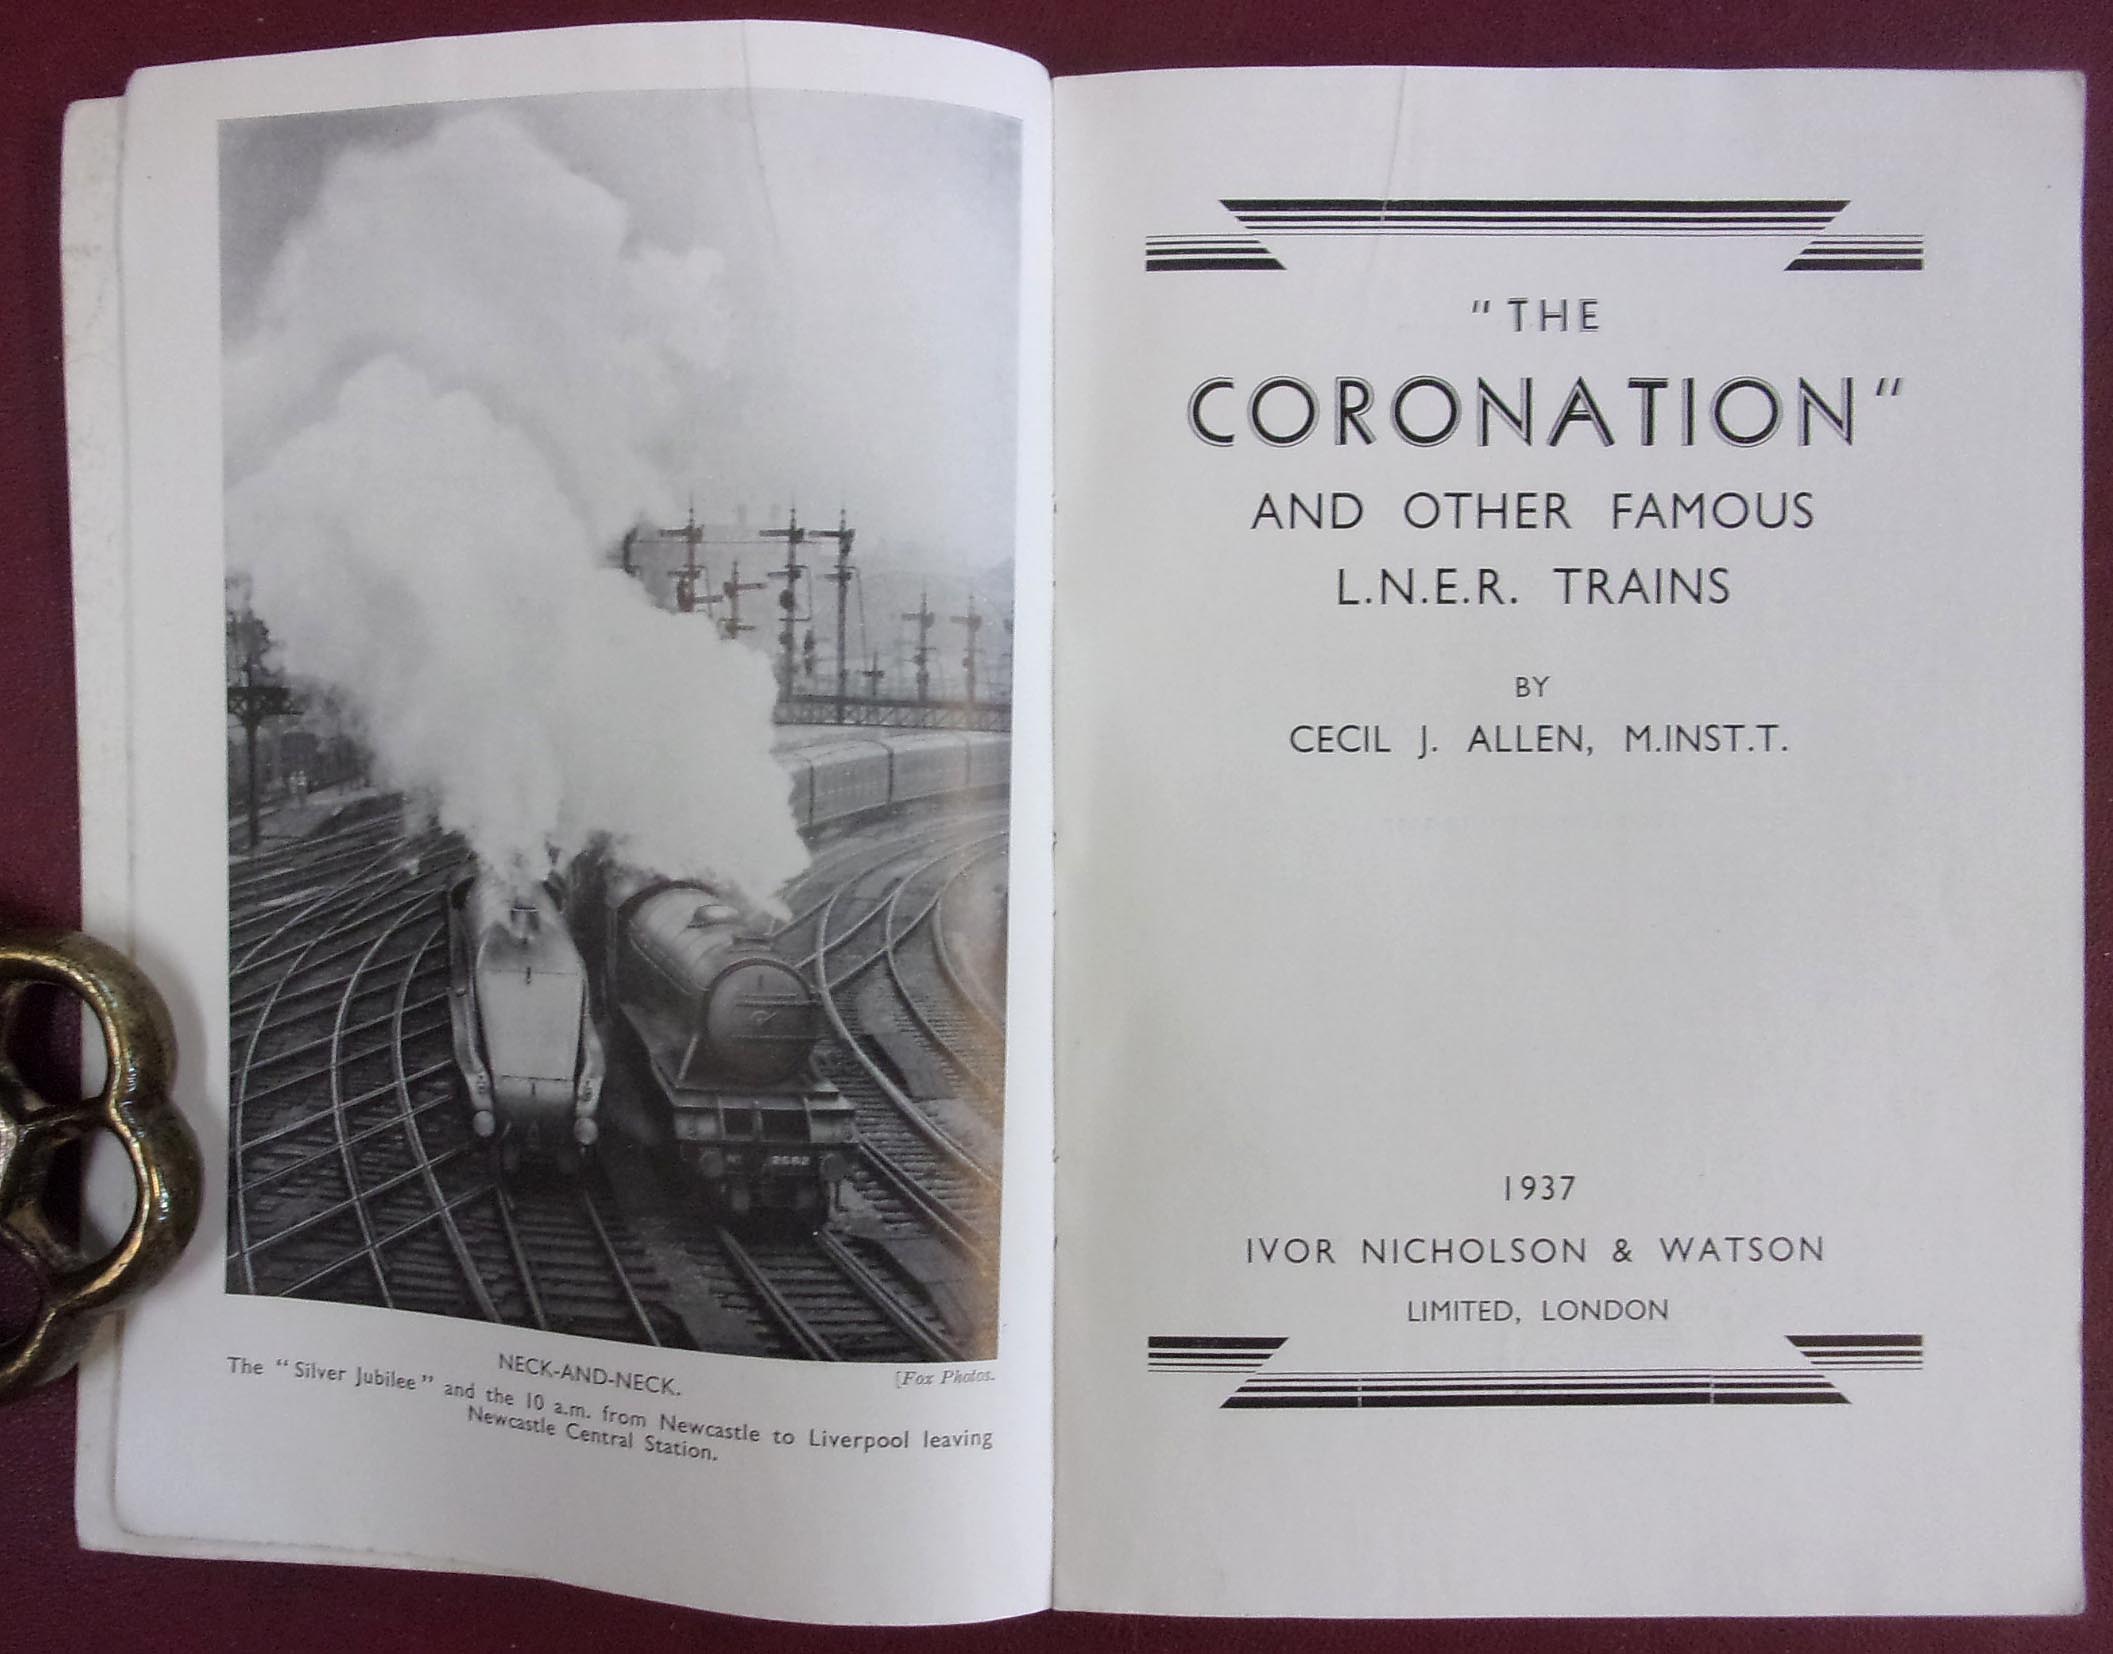 NECK-AND-NECK.
[Fox Photos.
The "Silver Jubilee" and the 10 a.m. from Newcastle to Liverpool leaving
Newcastle Central Station.
"THE
CORONATION"
AND OTHER FAMOUS
L.N.E.R. TRAINS
BY
CECIL J. ALLEN, M.INST.T.
1937
IVOR NICHOLSON & WATSON
LIMITED, LONDON